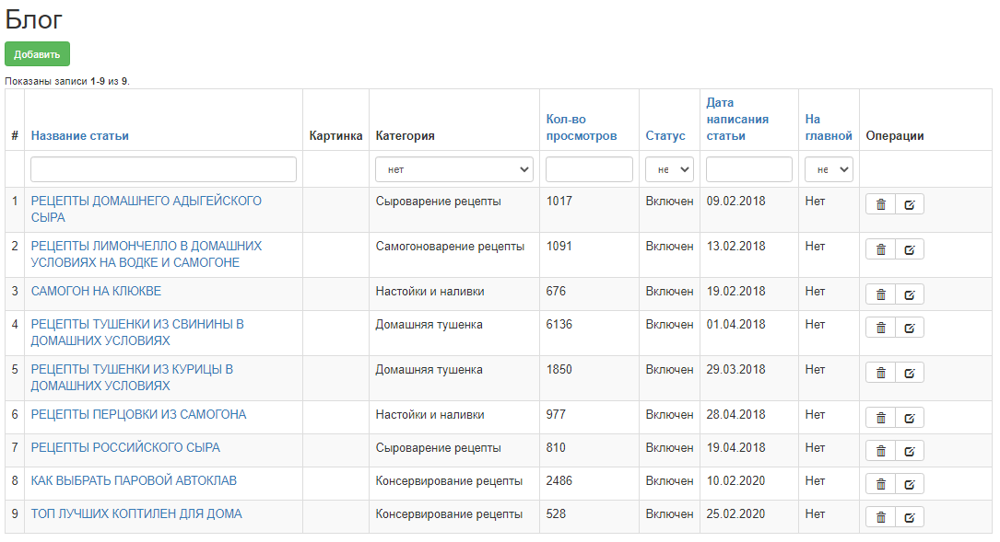 Блог
Добавить
Показаны записи 1-9 из 9.
# Название статьи Картинка Категория Кол-во просмотров Статус Дата написания статьи На главной Операции
нет не не
1 РЕЦЕПТЫ ДОМАШНЕГО АДЫГЕЙСКОГО Сыроварение рецепты 1017 Включен 09.02.2018 Нет
СЫРА
2 РЕЦЕПТЫ ЛИМОНЧЕЛЛО В ДОМАШНИХ Самогоноварение рецепты 1091 Включен 13.02.2018 Нет
УСЛОВИЯХ НА ВОДКЕ И САМОГОНЕ
3 САМОГОН НА КЛЮКВЕ Настойки и наливки 676 Включен 19.02.2018 Нет
4 РЕЦЕПТЫ ТУШЕНКИ ИЗ СВИНИНЫ В Домашняя тушенка 6136 Включен 01.04.2018 Нет
ДОМАШНИХ УСЛОВИЯХ
5 РЕЦЕПТЫ ТУШЕНКИ ИЗ КУРИЦЫ В Домашняя тушенка 1850 Включен 29.03.2018 Нет
ДОМАШНИХ УСЛОВИЯХ
6 РЕЦЕПТЫ ПЕРЦОВКИ ИЗ САМОГОНА Настойки и наливки 977 Включен 28.04.2018 Нет
7 РЕЦЕПТЫ РОССИЙСКОГО СЫРА Сыроварение рецепты 810 Включен 19.04.2018 Нет
8 КАК ВЫБРАТЬ ПАРОВОЙ АВТОКЛАВ Консервирование рецепты 2486 Включен 10.02.2020 Нет
9 ТОП ЛУЧШИХ КОПТИЛЕН ДЛЯ ДОМА Консервирование рецепты 528 Включен 25.02.2020 Нет